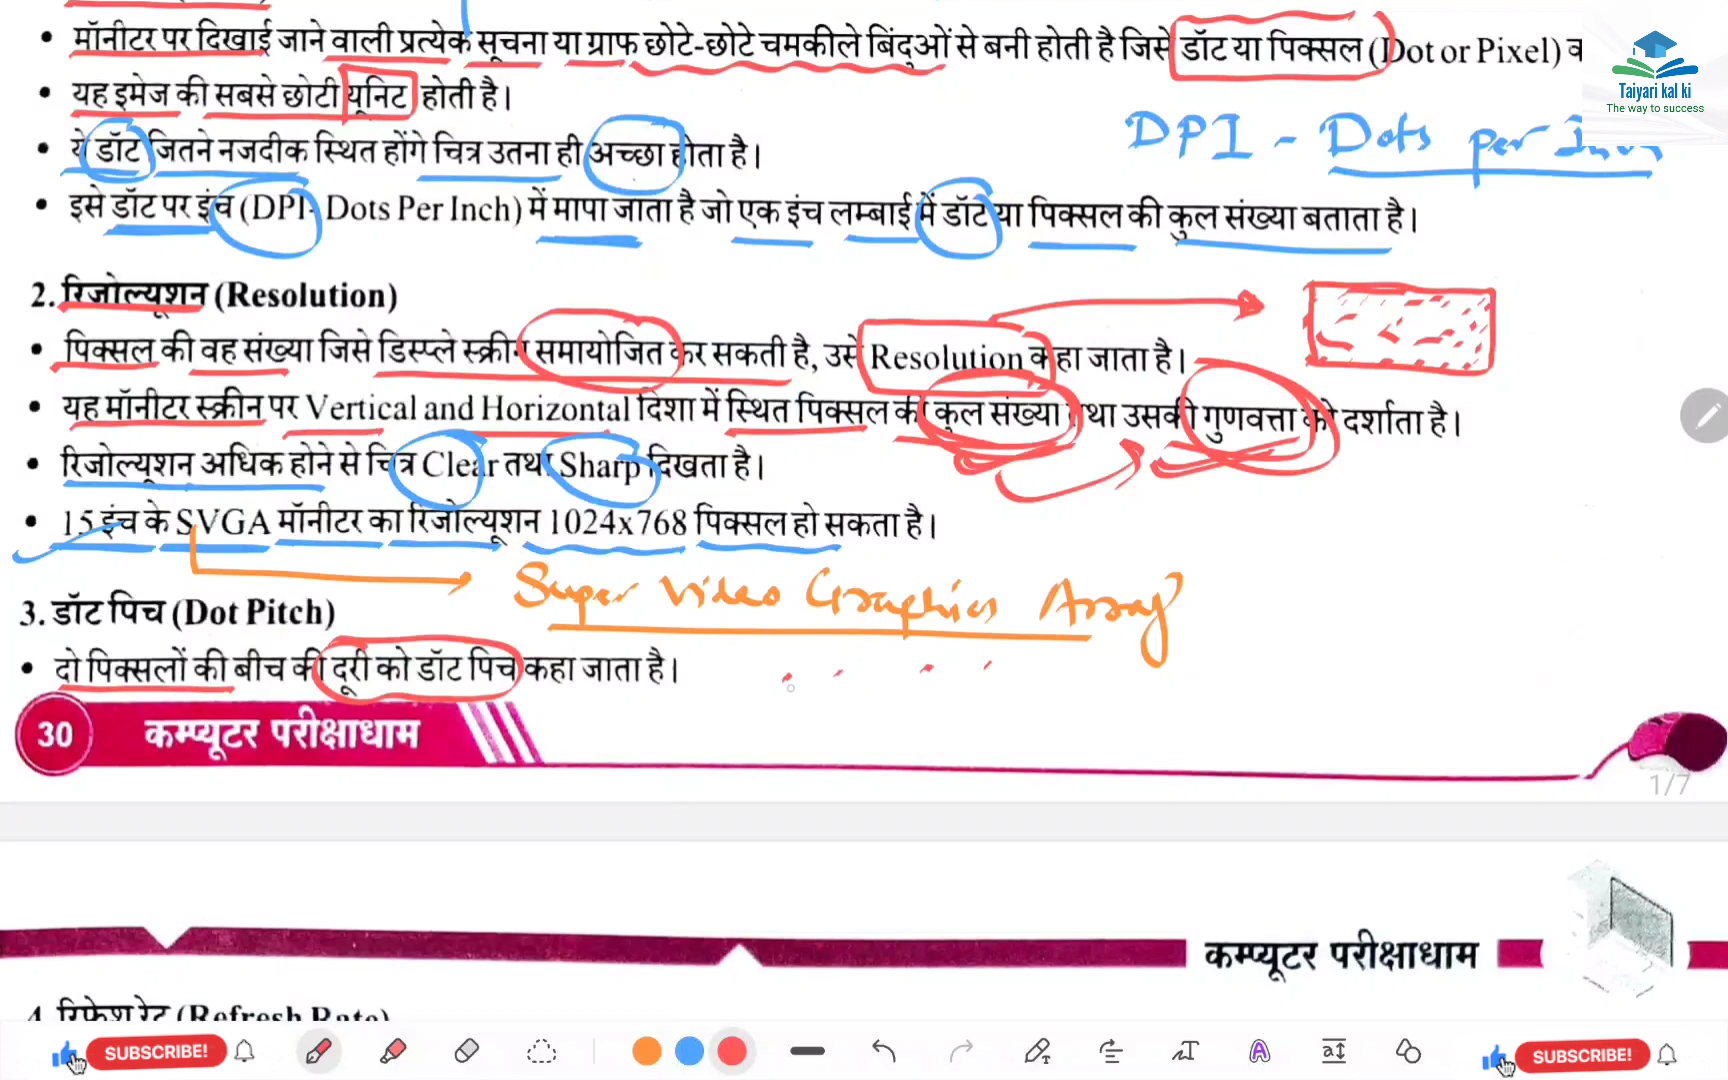 मॉनीटर पर दिखाई जाने वाली प्रत्येक सूचना या ग्राफ छोटे-छोटे चमकीले बिंदुओं से बनी होती है जिसे डॉट या पिक्सल (Dot or Pixel) व
Taiyari kal ki
The way to success
• यह इमेज की सबसे छोटी यूनिट होती है।
DPI - Dots per Inch
• ये डॉट जितने नजदीक स्थित होंगे चित्र उतना ही अच्छा होता है।
• इसे डॉट पर इंच (DPI- Dots Per Inch) में मापा जाता है जो एक इंच लम्बाई में डॉट या पिक्सल की कुल संख्या बताता है।
2. रिजोल्यूशन (Resolution)
• पिक्सल की वह संख्या जिसे डिस्प्ले स्क्रीन समायोजित कर सकती है, उसे Resolution कहा जाता है।
• यह मॉनीटर स्क्रीन पर Vertical and Horizontal दिशा में स्थित पिक्सल की कुल संख्या तथा उसकी गुणवत्ता को दर्शाता है।
• रिजोल्यूशन अधिक होने से चित्र Clear तथा Sharp दिखता है।
• 15 इंच के SVGA मॉनीटर का रिजोल्यूशन 1024x768 पिक्सल हो सकता है।
Super Video Graphics Array
3. डॉट पिच (Dot Pitch)
• दो पिक्सलों की बीच की दूरी को डॉट पिच कहा जाता है।
30 कम्प्यूटर परीक्षाधाम
1/7
कम्प्यूटर परीक्षाधाम
4. रिफ्रेश रेट (Refresh Rate)
SUBSCRIBE!
SUBSCRIBE!